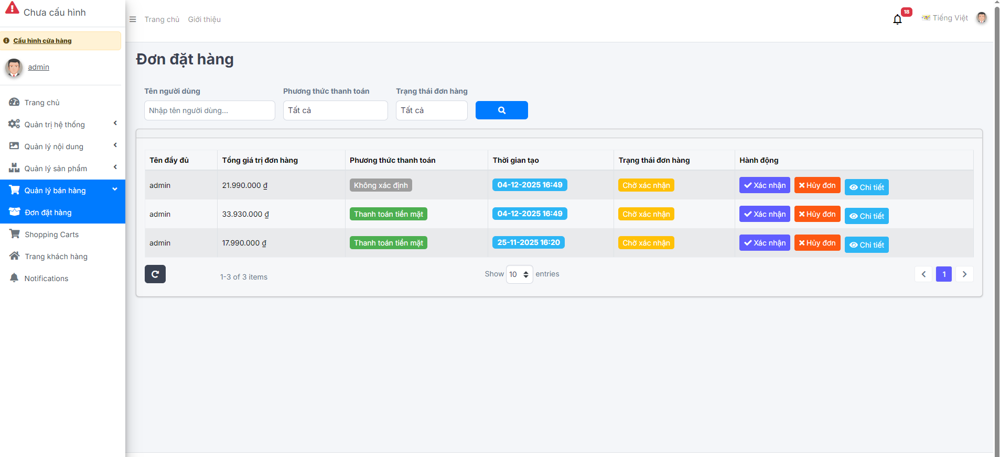 Chưa cấu hình
Cấu hình cửa hàng
admin
Trang chủ
Quản trị hệ thống
Quản lý nội dung
Quản lý sản phẩm
Quản lý bán hàng
Đơn đặt hàng
Shopping Carts
Trang khách hàng
Notifications
Trang chủ Giới thiệu
18
Tiếng Việt
Đơn đặt hàng
Tên người dùng Phương thức thanh toán Trạng thái đơn hàng
Nhập tên người dùng... Tất cả Tất cả
Tên đầy đủ Tổng giá trị đơn hàng Phương thức thanh toán Thời gian tạo Trạng thái đơn hàng Hành động
admin 21.990.000 ₫ Không xác định 04-12-2025 16:49 Chờ xác nhận Xác nhận Hủy đơn Chi tiết
admin 33.930.000 ₫ Thanh toán tiền mặt 04-12-2025 16:49 Chờ xác nhận Xác nhận Hủy đơn Chi tiết
admin 17.990.000 ₫ Thanh toán tiền mặt 25-11-2025 16:20 Chờ xác nhận Xác nhận Hủy đơn Chi tiết
1-3 of 3 items Show 10 entries 1